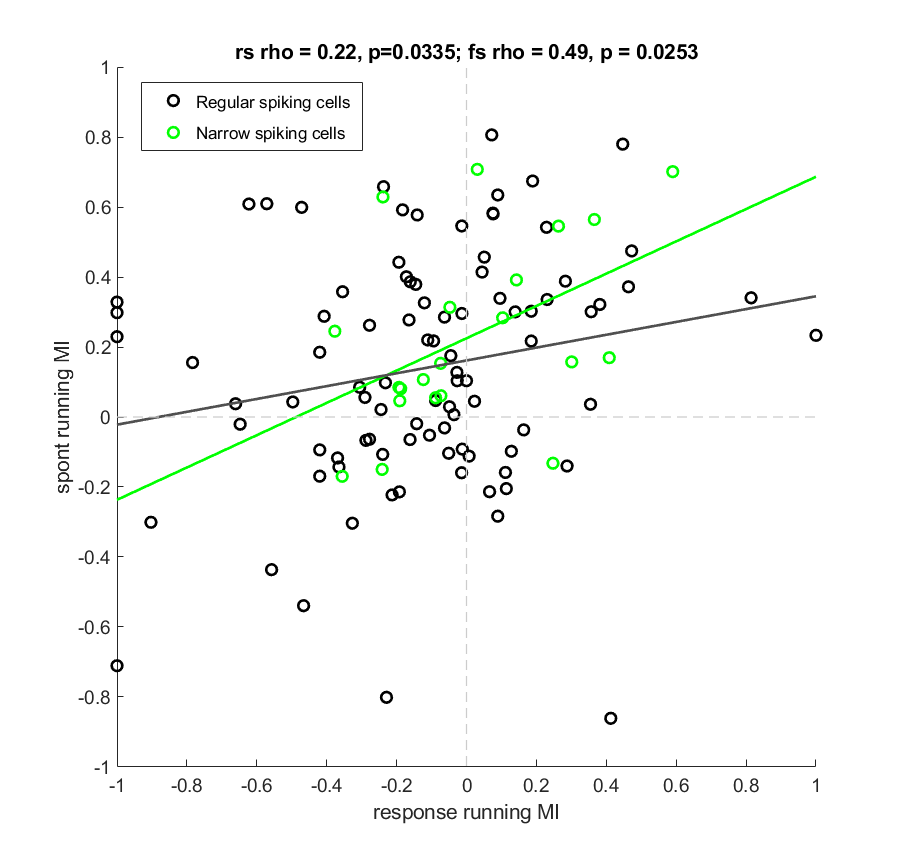 rs rho = 0.22, p=0.0335; fs rho = 0.49, p = 0.0253
1
Regular spiking cells
0.8
Narrow spiking cells
0.6
0.4
0.2
spont running MI
0
-0.2
-0.4
-0.6
-0.8
-1
-1 -0.8 -0.6 -0.4 -0.2 0 0.2 0.4 0.6 0.8 1
response running MI